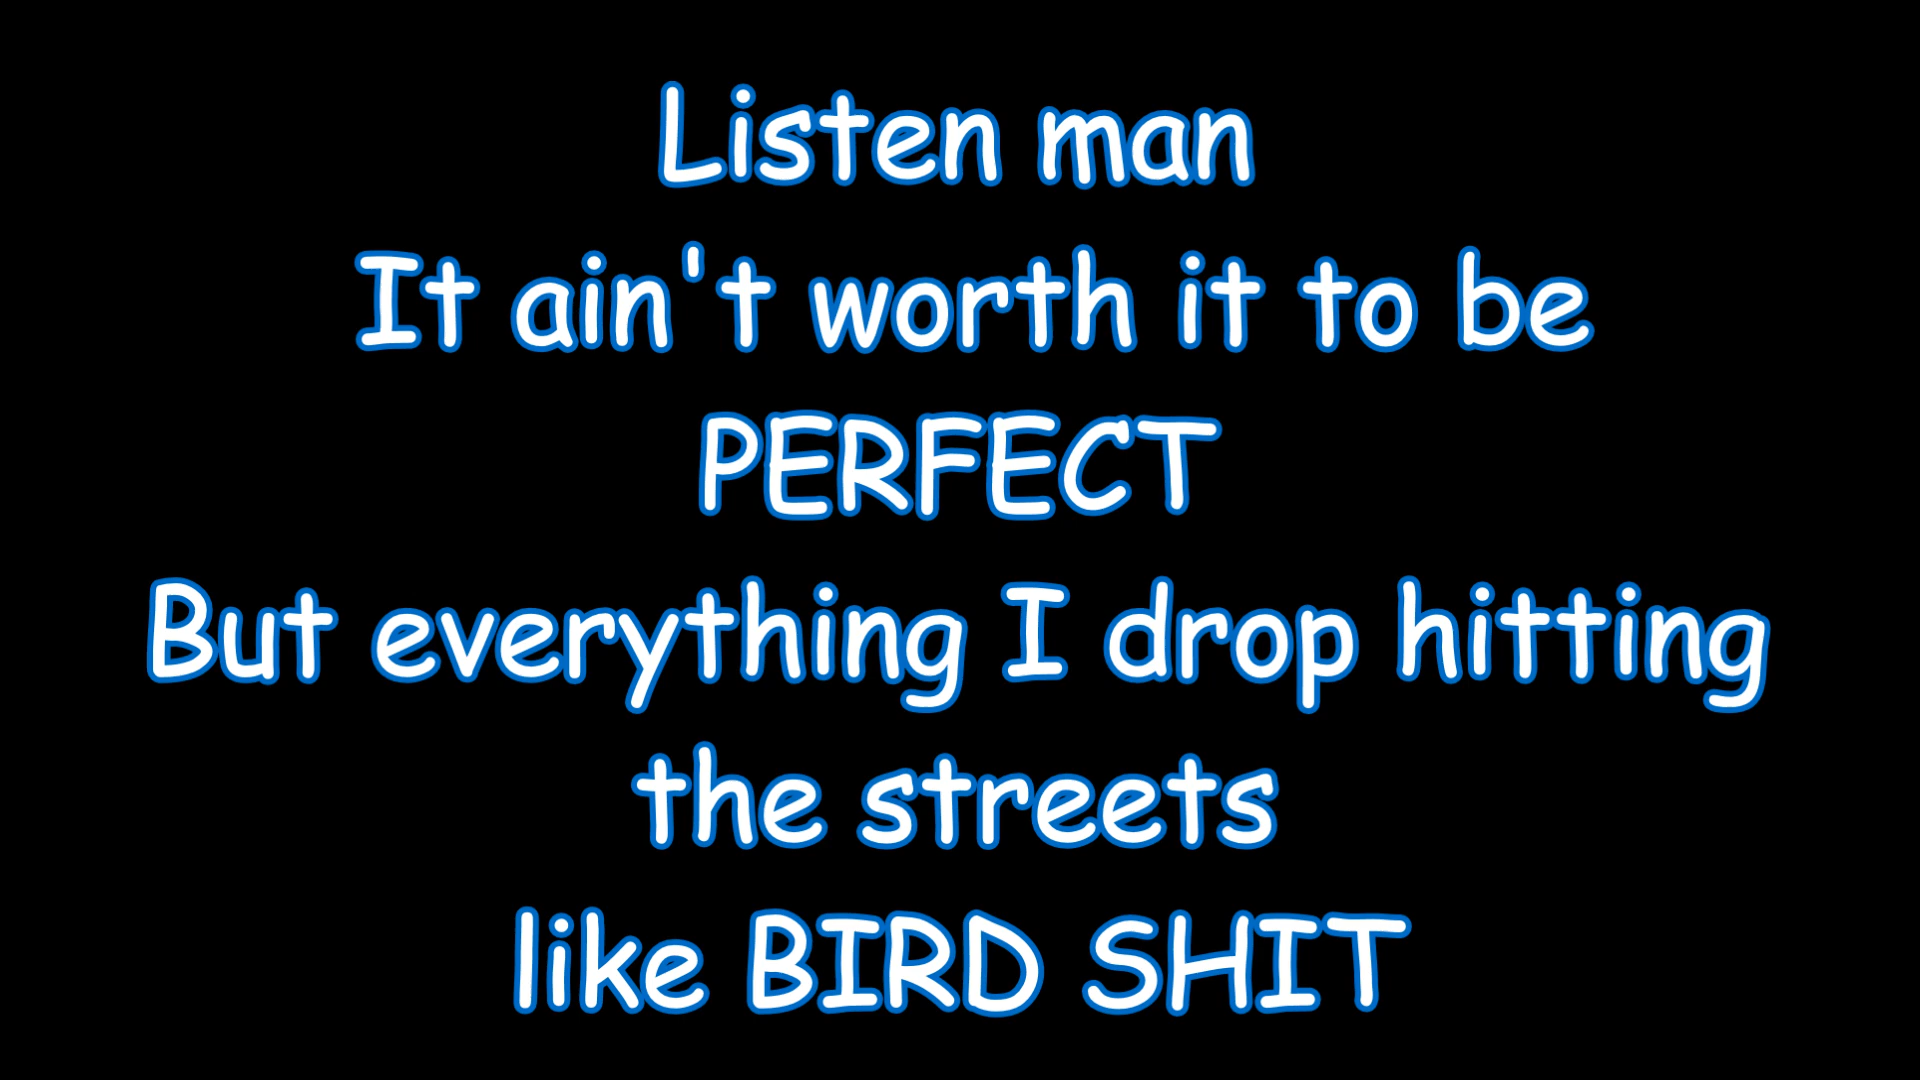 Listen man
It ain't worth it to be
PERFECT
But everything I drop hitting
the streets
like BIRD SHIT